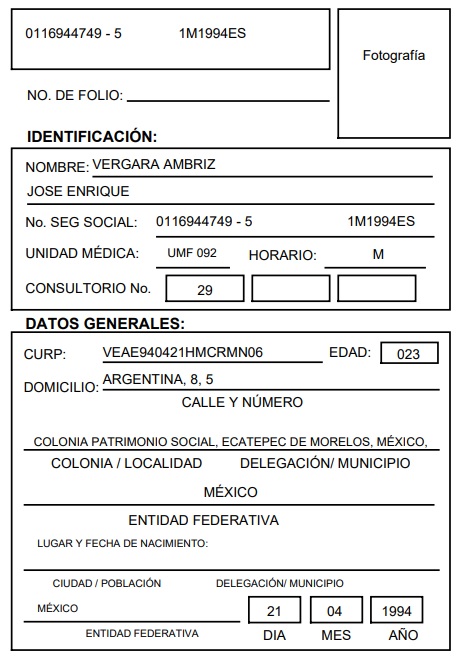 0116944749 - 5 1M1994ES
Fotografía
NO. DE FOLIO:
IDENTIFICACIÓN:
NOMBRE: VERGARA AMBRIZ
JOSE ENRIQUE
No. SEG SOCIAL: 0116944749 - 5 1M1994ES
UNIDAD MÉDICA: UMF 092 HORARIO: M
CONSULTORIO No. 29
DATOS GENERALES:
CURP: VEAE940421HMCRMN06 EDAD: 023
DOMICILIO: ARGENTINA, 8, 5
CALLE Y NÚMERO
COLONIA PATRIMONIO SOCIAL, ECATEPEC DE MORELOS, MÉXICO,
COLONIA / LOCALIDAD DELEGACIÓN/ MUNICIPIO
MÉXICO
ENTIDAD FEDERATIVA
LUGAR Y FECHA DE NACIMIENTO:
CIUDAD / POBLACIÓN DELEGACIÓN/ MUNICIPIO
MÉXICO 21 04 1994
ENTIDAD FEDERATIVA DIA MES AÑO